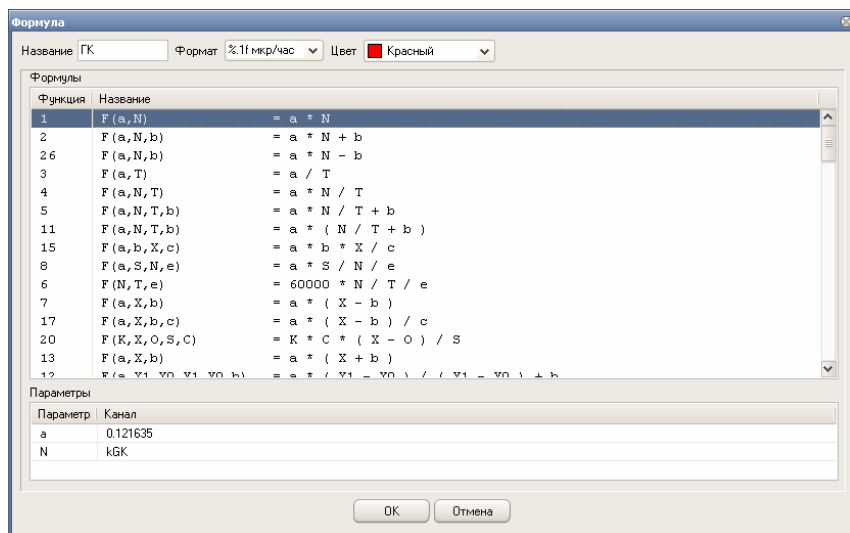 Формула
Название ГК Формат %.1f мкр/час Цвет Красный
Формулы
Функция Название
1 F(a,N) = a * N
2 F(a,N,b) = a * N + b
26 F(a,N,b) = a * N - b
3 F(a,T) = a / T
4 F(a,N,T) = a * N / T
5 F(a,N,T,b) = a * N / T + b
11 F(a,N,T,b) = a * ( N / T + b )
15 F(a,b,X,c) = a * b * X / c
8 F(a,S,N,e) = a * S / N / e
6 F(N,T,e) = 60000 * N / T / e
7 F(a,X,b) = a * ( X - b )
17 F(a,X,b,c) = a * ( X - b ) / c
20 F(K,X,O,S,C) = K * C * ( X - O ) / S
13 F(a,X,b) = a * ( X + b )
Параметры
Параметр Канал
a 0.121635
N kGK
OK Отмена